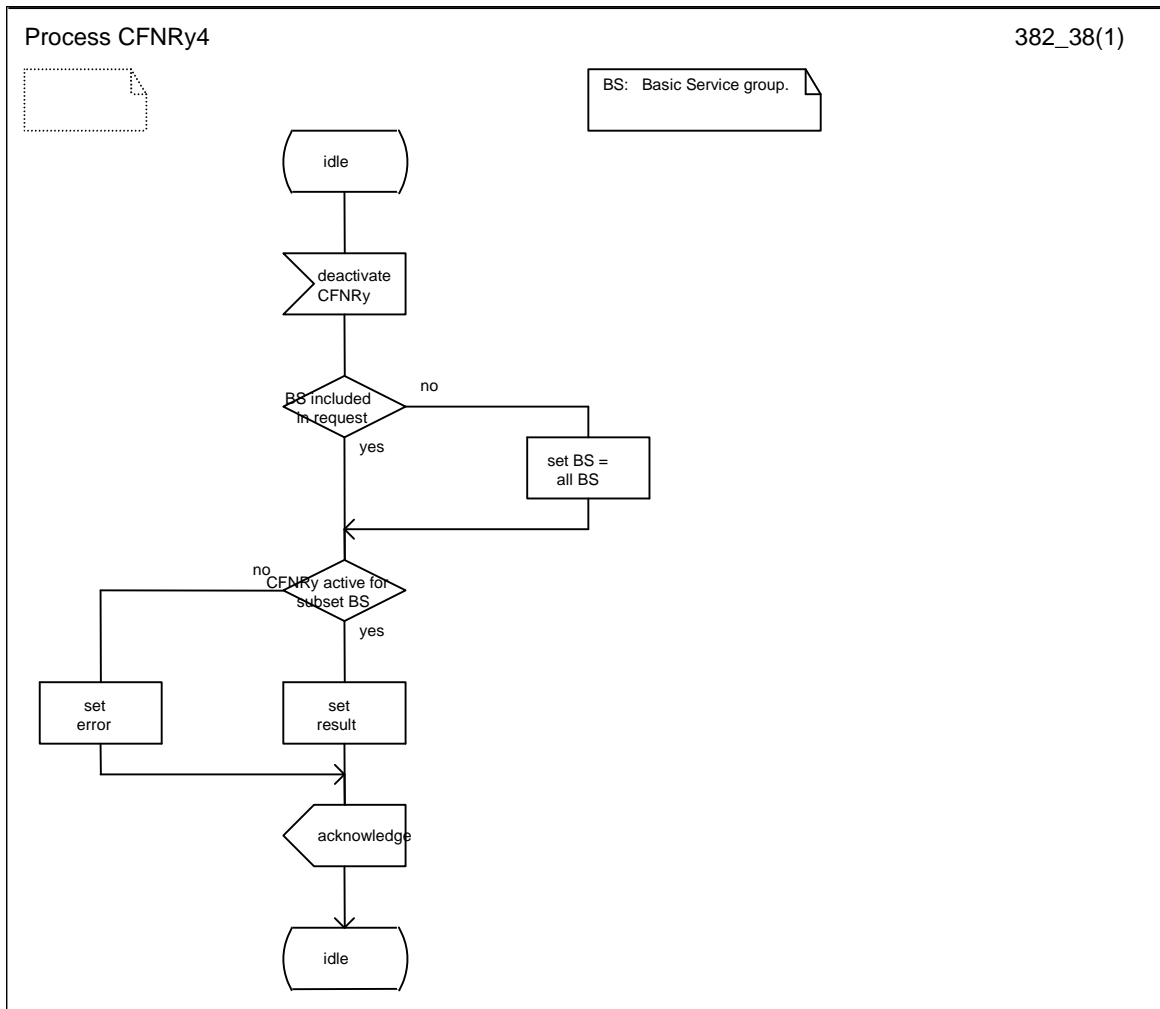 Process CFNRy4
382_38(1)
BS: Basic Service group.
idle
deactivate
CFNRy
BS included
in request
no
yes
set BS =
all BS
no
CFNRy active for
subset BS
yes
set
error
set
result
acknowledge
idle